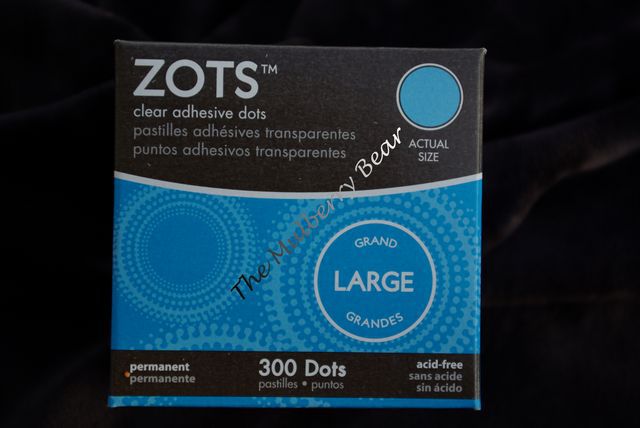 ZOTS™
clear adhesive dots
pastilles adhésives transparentes
puntos adhesivos transparentes
ACTUAL
SIZE
The Mulberry Bear
GRAND
LARGE
GRANDES
permanent
permanente
300 Dots
pastilles • puntos
acid-free
sans acide
sin ácido